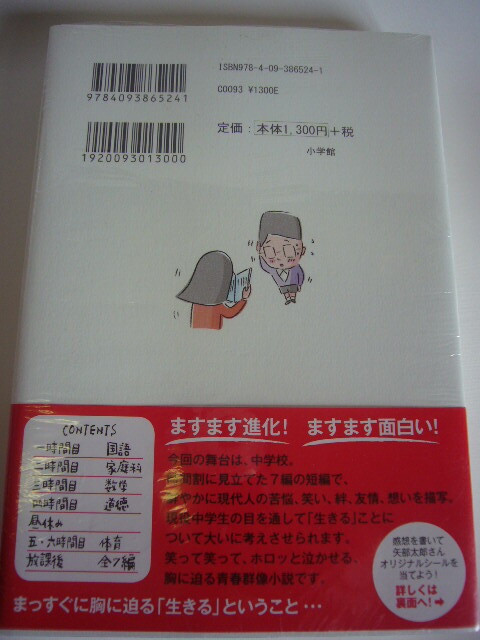 ISBN978-4-09-386524-1
9784093865241
C0093 ¥1300E
定価：本体1,300円＋税
1920093013000
小学館
CONTENTS
一時間目 国語
二時間目 家庭科
三時間目 数学
四時間目 道徳
昼休み
五・六時間目 体育
放課後 全7編
ますます進化! ますます面白い!
今回の舞台は、中学校。
時間割に見立てた7編の短編で、
鮮やかに現代人の苦悩、笑い、絆、友情、想いを描写。
現役中学生の目を通して「生きる」ことに
ついて大いに考えさせられます。
笑って笑って、ホロッと泣かせる。
胸に迫る青春群像小説です。
感想を書いて
矢部太郎さん
オリジナルシールを
当てよう!
詳しくは
裏面へ!➡
まっすぐに胸に迫る「生きる」ということ…